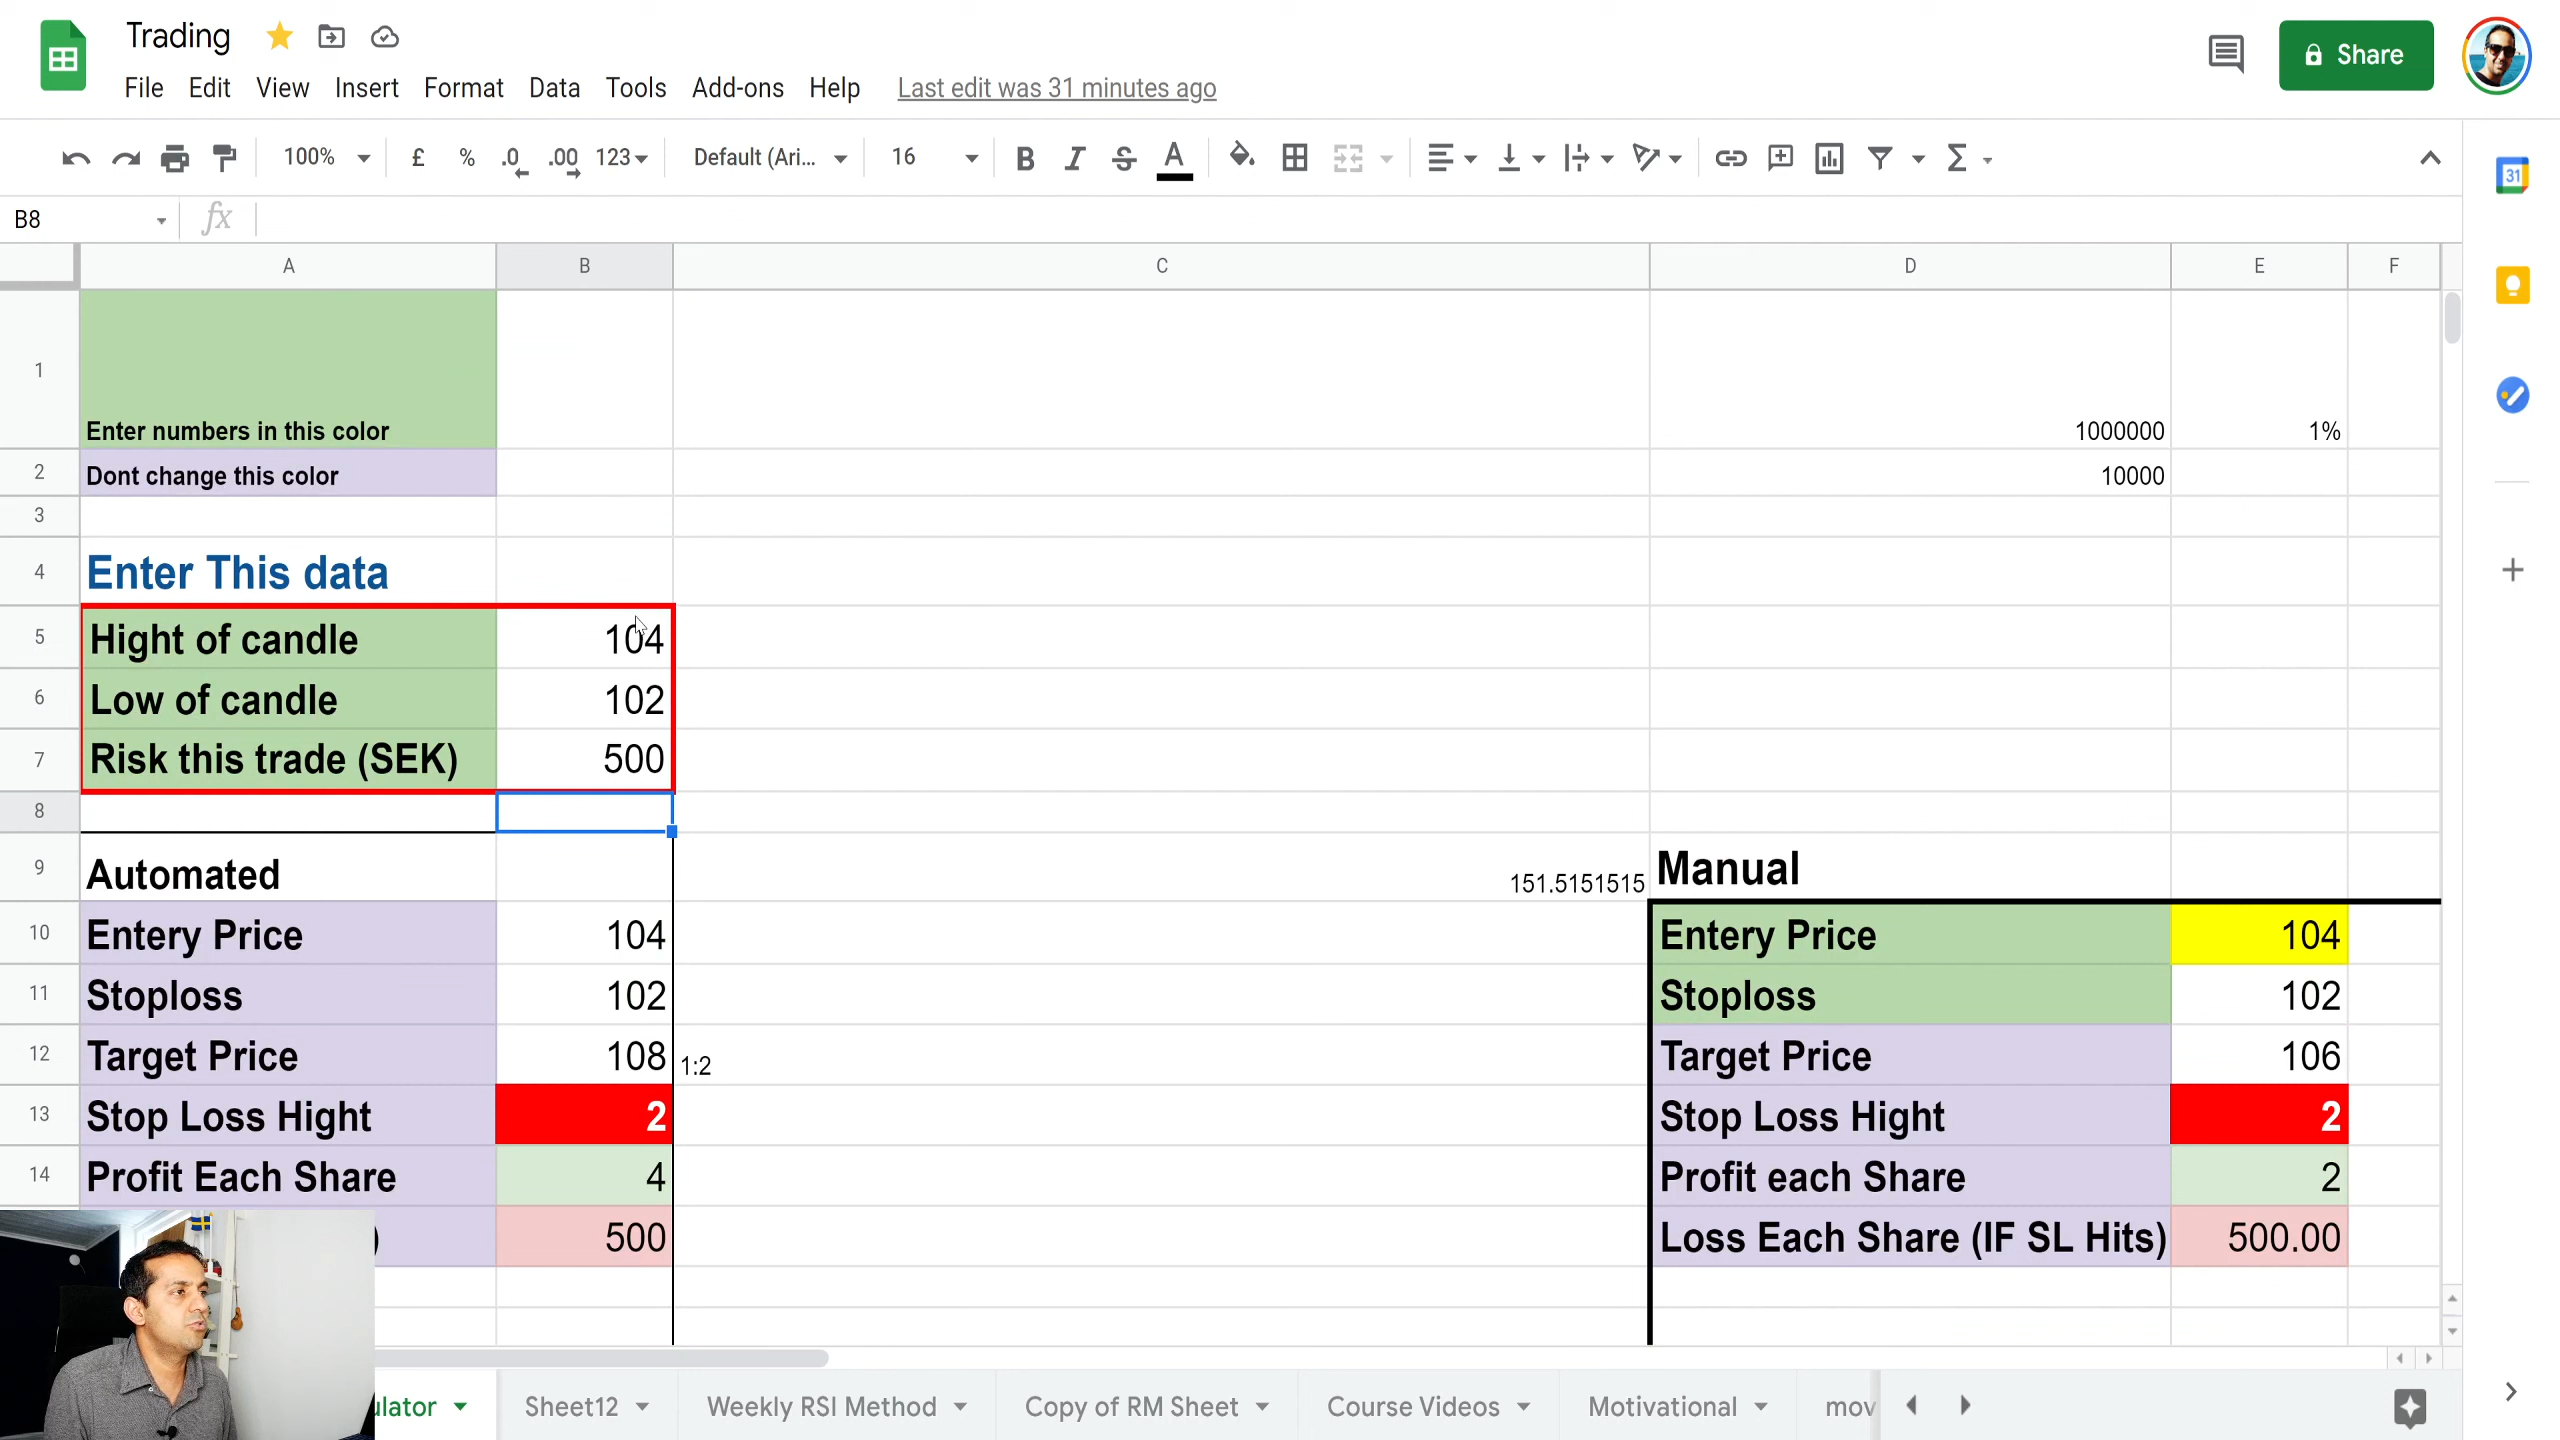 Trading
File Edit View Insert Format Data Tools Add-ons Help Last edit was 31 minutes ago
Share
100% £ % .0 .00 123 Default (Ari... 16 B I S A
31
B8 fx
A B C D E F
1 Enter numbers in this color 1000000 1%
2 Dont change this color 10000
3
4 Enter This data
5 Hight of candle 104
6 Low of candle 102
7 Risk this trade (SEK) 500
8
9 Automated 151.5151515 Manual
10 Entery Price 104 Entery Price 104
11 Stoploss 102 Stoploss 102
12 Target Price 108 1:2 Target Price 106
13 Stop Loss Hight 2 Stop Loss Hight 2
14 Profit Each Share 4 Profit each Share 2
) 500 Loss Each Share (IF SL Hits) 500.00
ulator Sheet12 Weekly RSI Method Copy of RM Sheet Course Videos Motivational mov